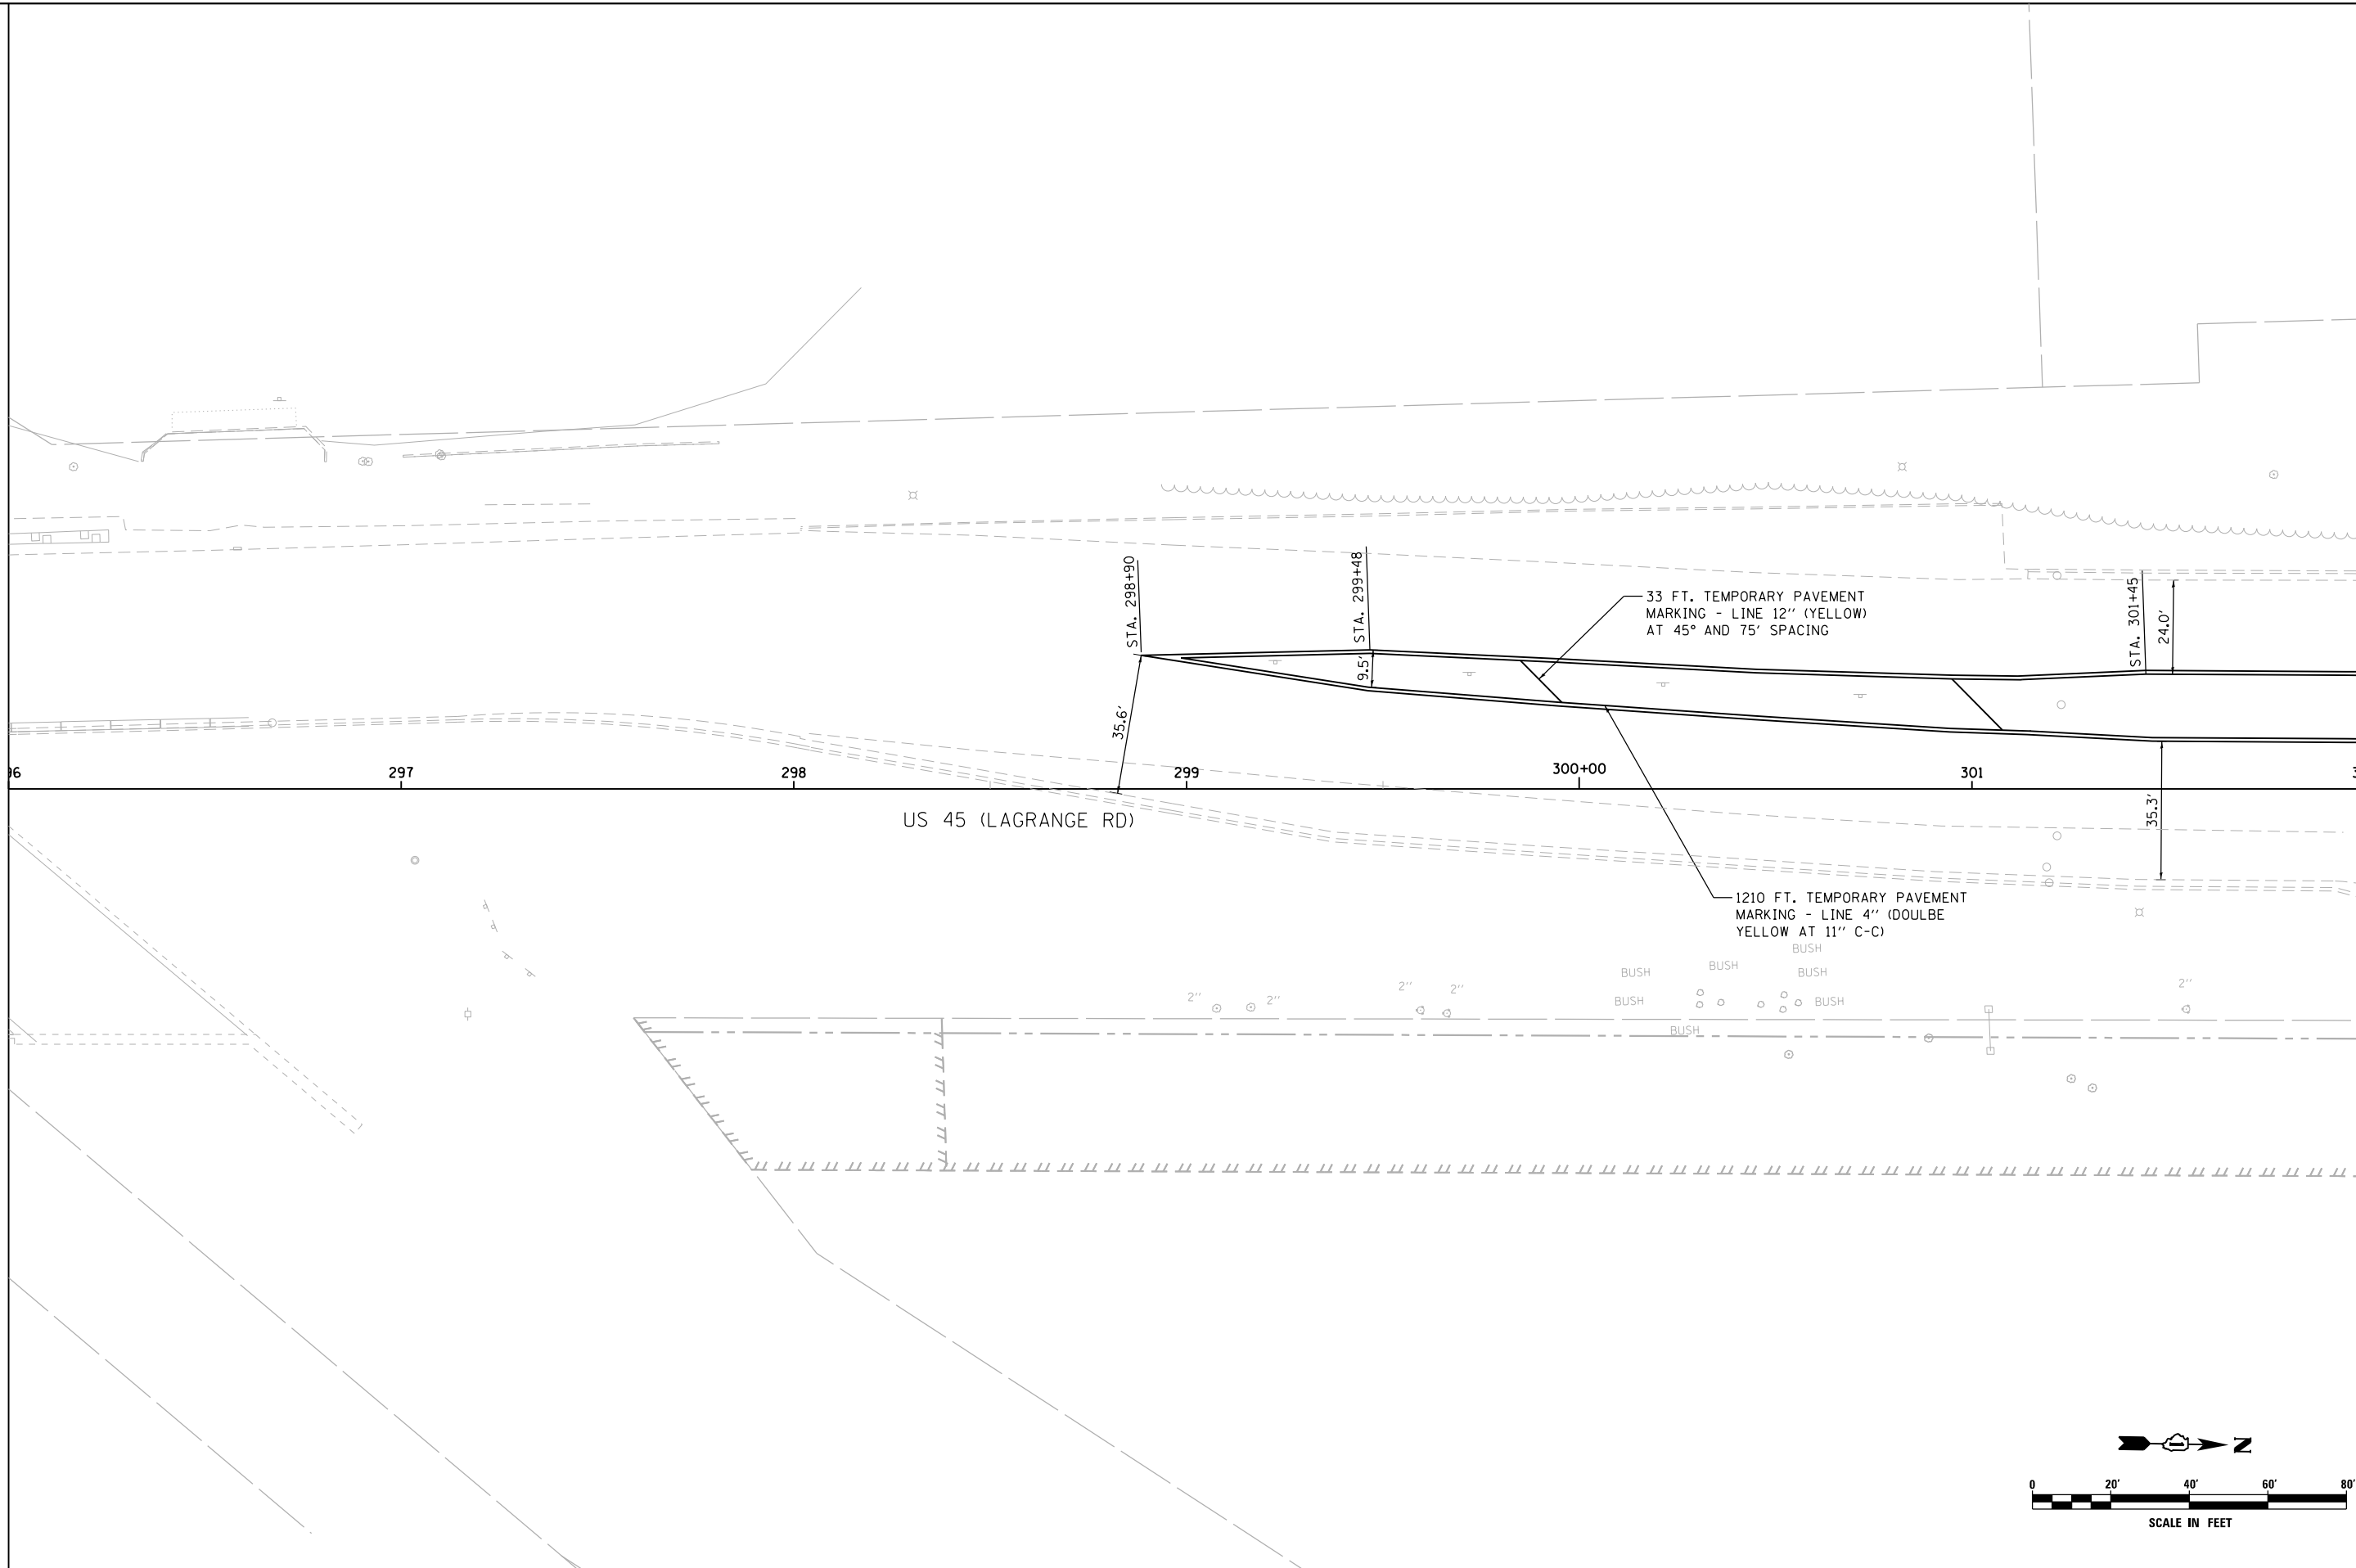 STA. 298+90
STA. 299+48
9.5'
35.6'
33 FT. TEMPORARY PAVEMENT
MARKING - LINE 12'' (YELLOW)
AT 45° AND 75' SPACING
STA. 301+45
24.0'
297
298
299
300+00
301
US 45 (LAGRANGE RD)
35.3'
1210 FT. TEMPORARY PAVEMENT
MARKING - LINE 4'' (DOULBE
YELLOW AT 11'' C-C)
BUSH
BUSH
BUSH
BUSH
BUSH
BUSH
BUSH
2''
2''
2''
2''
2''
N
0 20' 40' 60' 80'
SCALE IN FEET